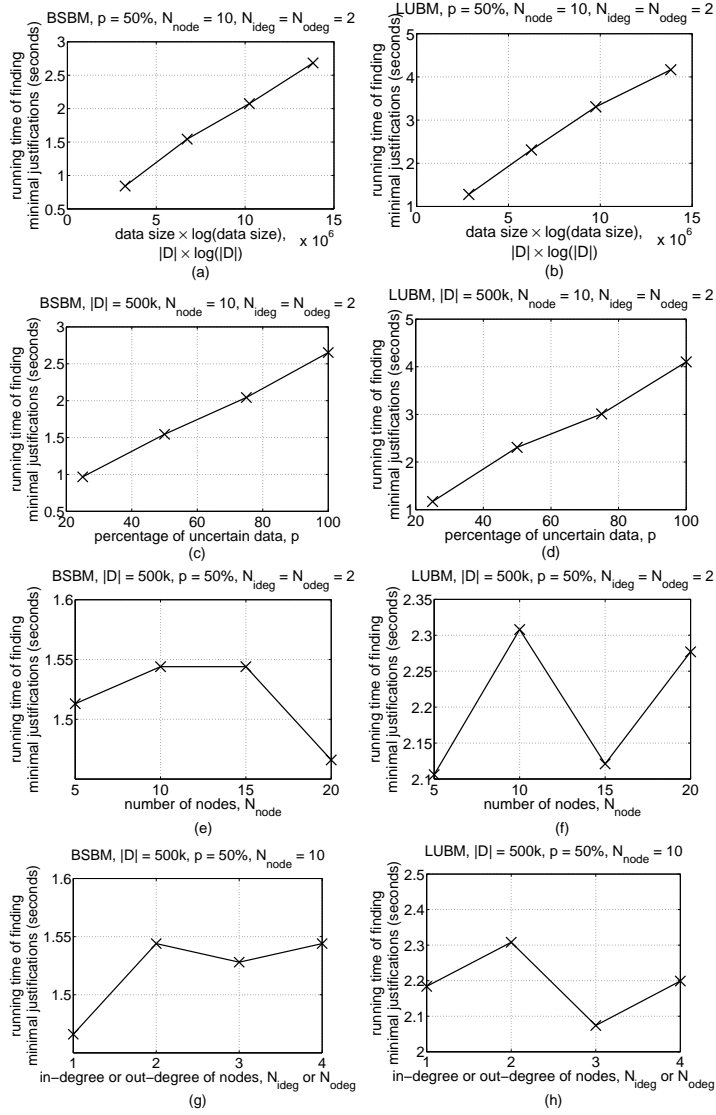 BSBM, p = 50%, N_node = 10, N_ideg = N_odeg = 2
running time of finding
minimal justifications (seconds)
3
2.5
2
1.5
1
0.5
0 5 10 15
x 10^6
data size × log(data size),
|D| × log(|D|)
(a)
LUBM, p = 50%, N_node = 10, N_ideg = N_odeg = 2
running time of finding
minimal justifications (seconds)
5
4
3
2
1
0 5 10 15
x 10^6
data size × log(data size),
|D| × log(|D|)
(b)
BSBM, |D| = 500k, N_node = 10, N_ideg = N_odeg = 2
running time of finding
minimal justifications (seconds)
3
2.5
2
1.5
1
0.5
20 40 60 80 100
percentage of uncertain data, p
(c)
LUBM, |D| = 500k, N_node = 10, N_ideg = N_odeg = 2
running time of finding
minimal justifications (seconds)
5
4
3
2
1
20 40 60 80 100
percentage of uncertain data, p
(d)
BSBM, |D| = 500k, p = 50%, N_ideg = N_odeg = 2
running time of finding
minimal justifications (seconds)
1.6
1.55
1.5
5 10 15 20
number of nodes, N_node
(e)
LUBM, |D| = 500k, p = 50%, N_ideg = N_odeg = 2
running time of finding
minimal justifications (seconds)
2.35
2.3
2.25
2.2
2.15
2.1
5 10 15 20
number of nodes, N_node
(f)
BSBM, |D| = 500k, p = 50%, N_node = 10
running time of finding
minimal justifications (seconds)
1.6
1.55
1.5
1 2 3 4
in−degree or out−degree of nodes, N_ideg or N_odeg
(g)
LUBM, |D| = 500k, p = 50%, N_node = 10
running time of finding
minimal justifications (seconds)
2.5
2.4
2.3
2.2
2.1
2
1 2 3 4
in−degree or out−degree of nodes, N_ideg or N_odeg
(h)